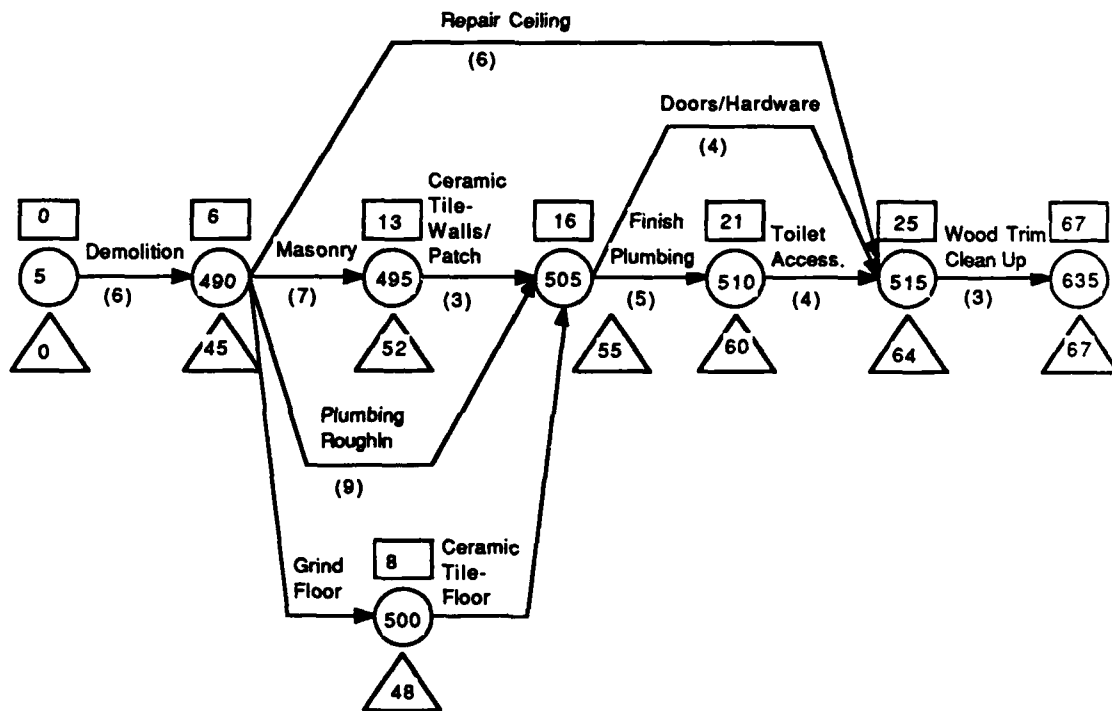 Repair Ceiling
(6)
Doors/Hardware
(4)
0
6
13
Ceramic
Tile-
Walls/
Patch
16
Finish
Plumbing
21
Toilet
Access.
25
Wood Trim
Clean Up
67
5
Demolition
(6)
490
Masonry
(7)
495
(3)
505
(5)
510
(4)
515
(3)
635
0
45
52
55
60
64
67
Plumbing
RoughIn
(9)
Grind
Floor
8
Ceramic
Tile-
Floor
500
48